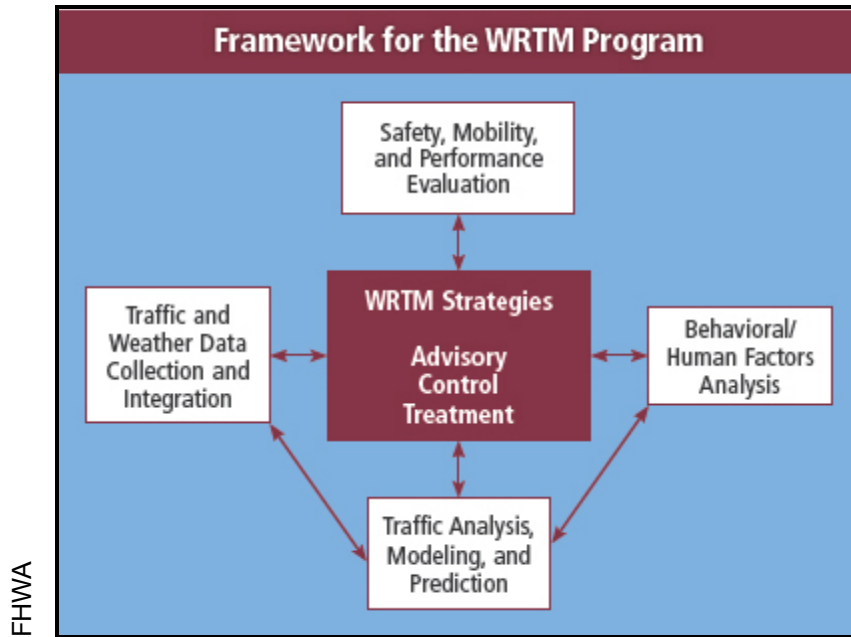 Framework for the WRTM Program
Safety, Mobility,
and Performance
Evaluation
Traffic and
Weather Data
Collection and
Integration
WRTM Strategies
Advisory
Control
Treatment
Behavioral/
Human Factors
Analysis
Traffic Analysis,
Modeling, and
Prediction
FHWA